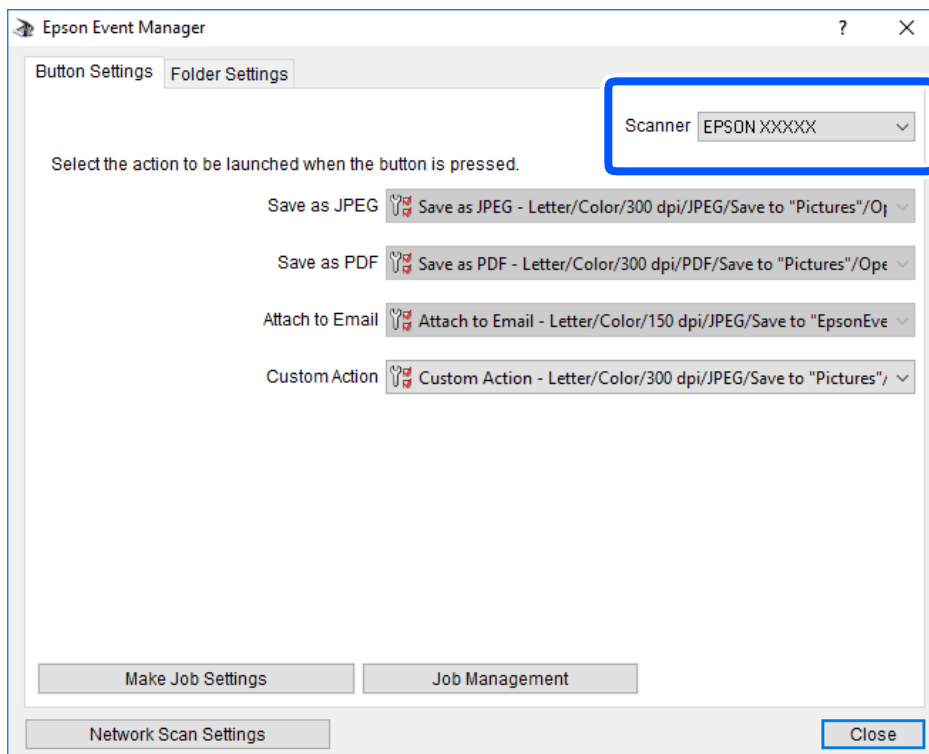 Epson Event Manager
Button Settings Folder Settings
Scanner EPSON XXXXX
Select the action to be launched when the button is pressed.
Save as JPEG Save as JPEG - Letter/Color/300 dpi/JPEG/Save to "Pictures"/Op
Save as PDF Save as PDF - Letter/Color/300 dpi/PDF/Save to "Pictures"/Ope
Attach to Email Attach to Email - Letter/Color/150 dpi/JPEG/Save to "EpsonEve
Custom Action Custom Action - Letter/Color/300 dpi/JPEG/Save to "Pictures"/
Make Job Settings Job Management
Network Scan Settings Close